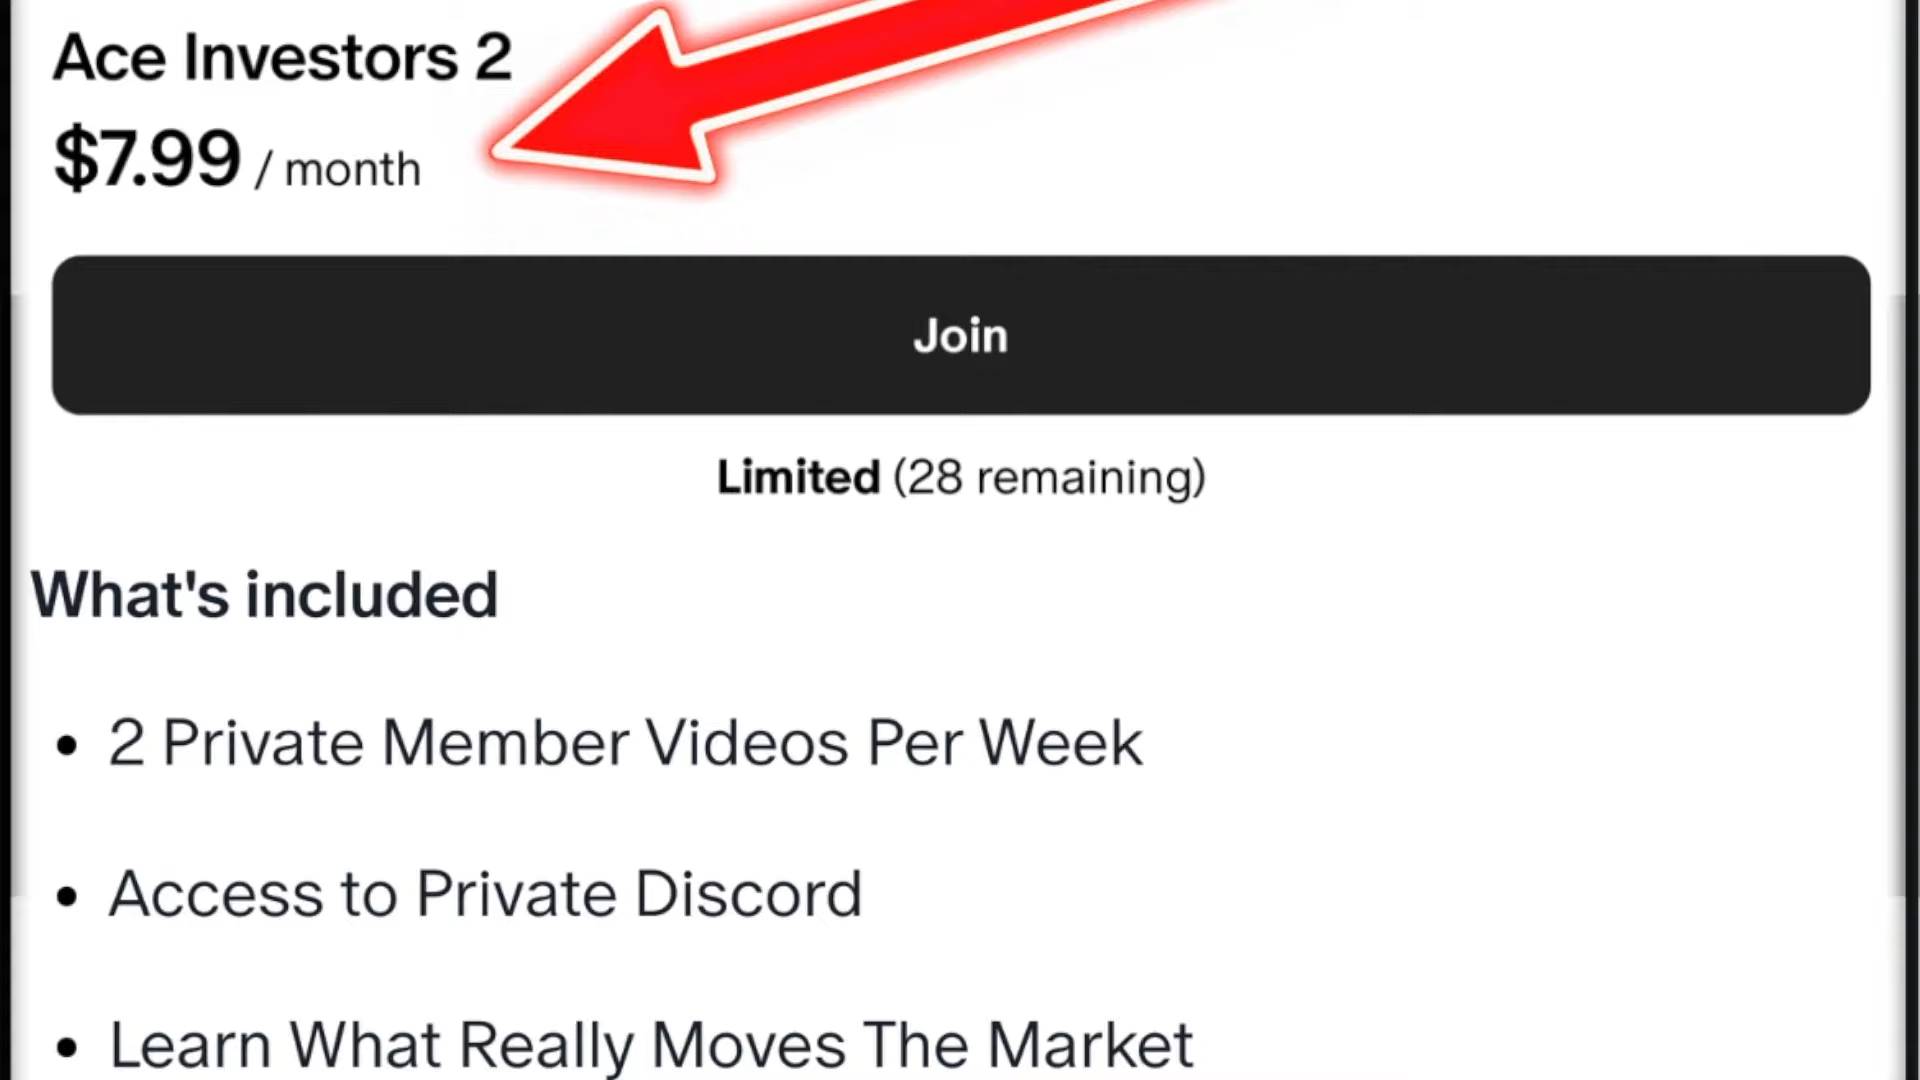 Ace Investors 2
$7.99 / month
Join
Limited (28 remaining)
What's included
• 2 Private Member Videos Per Week
• Access to Private Discord
• Learn What Really Moves The Market